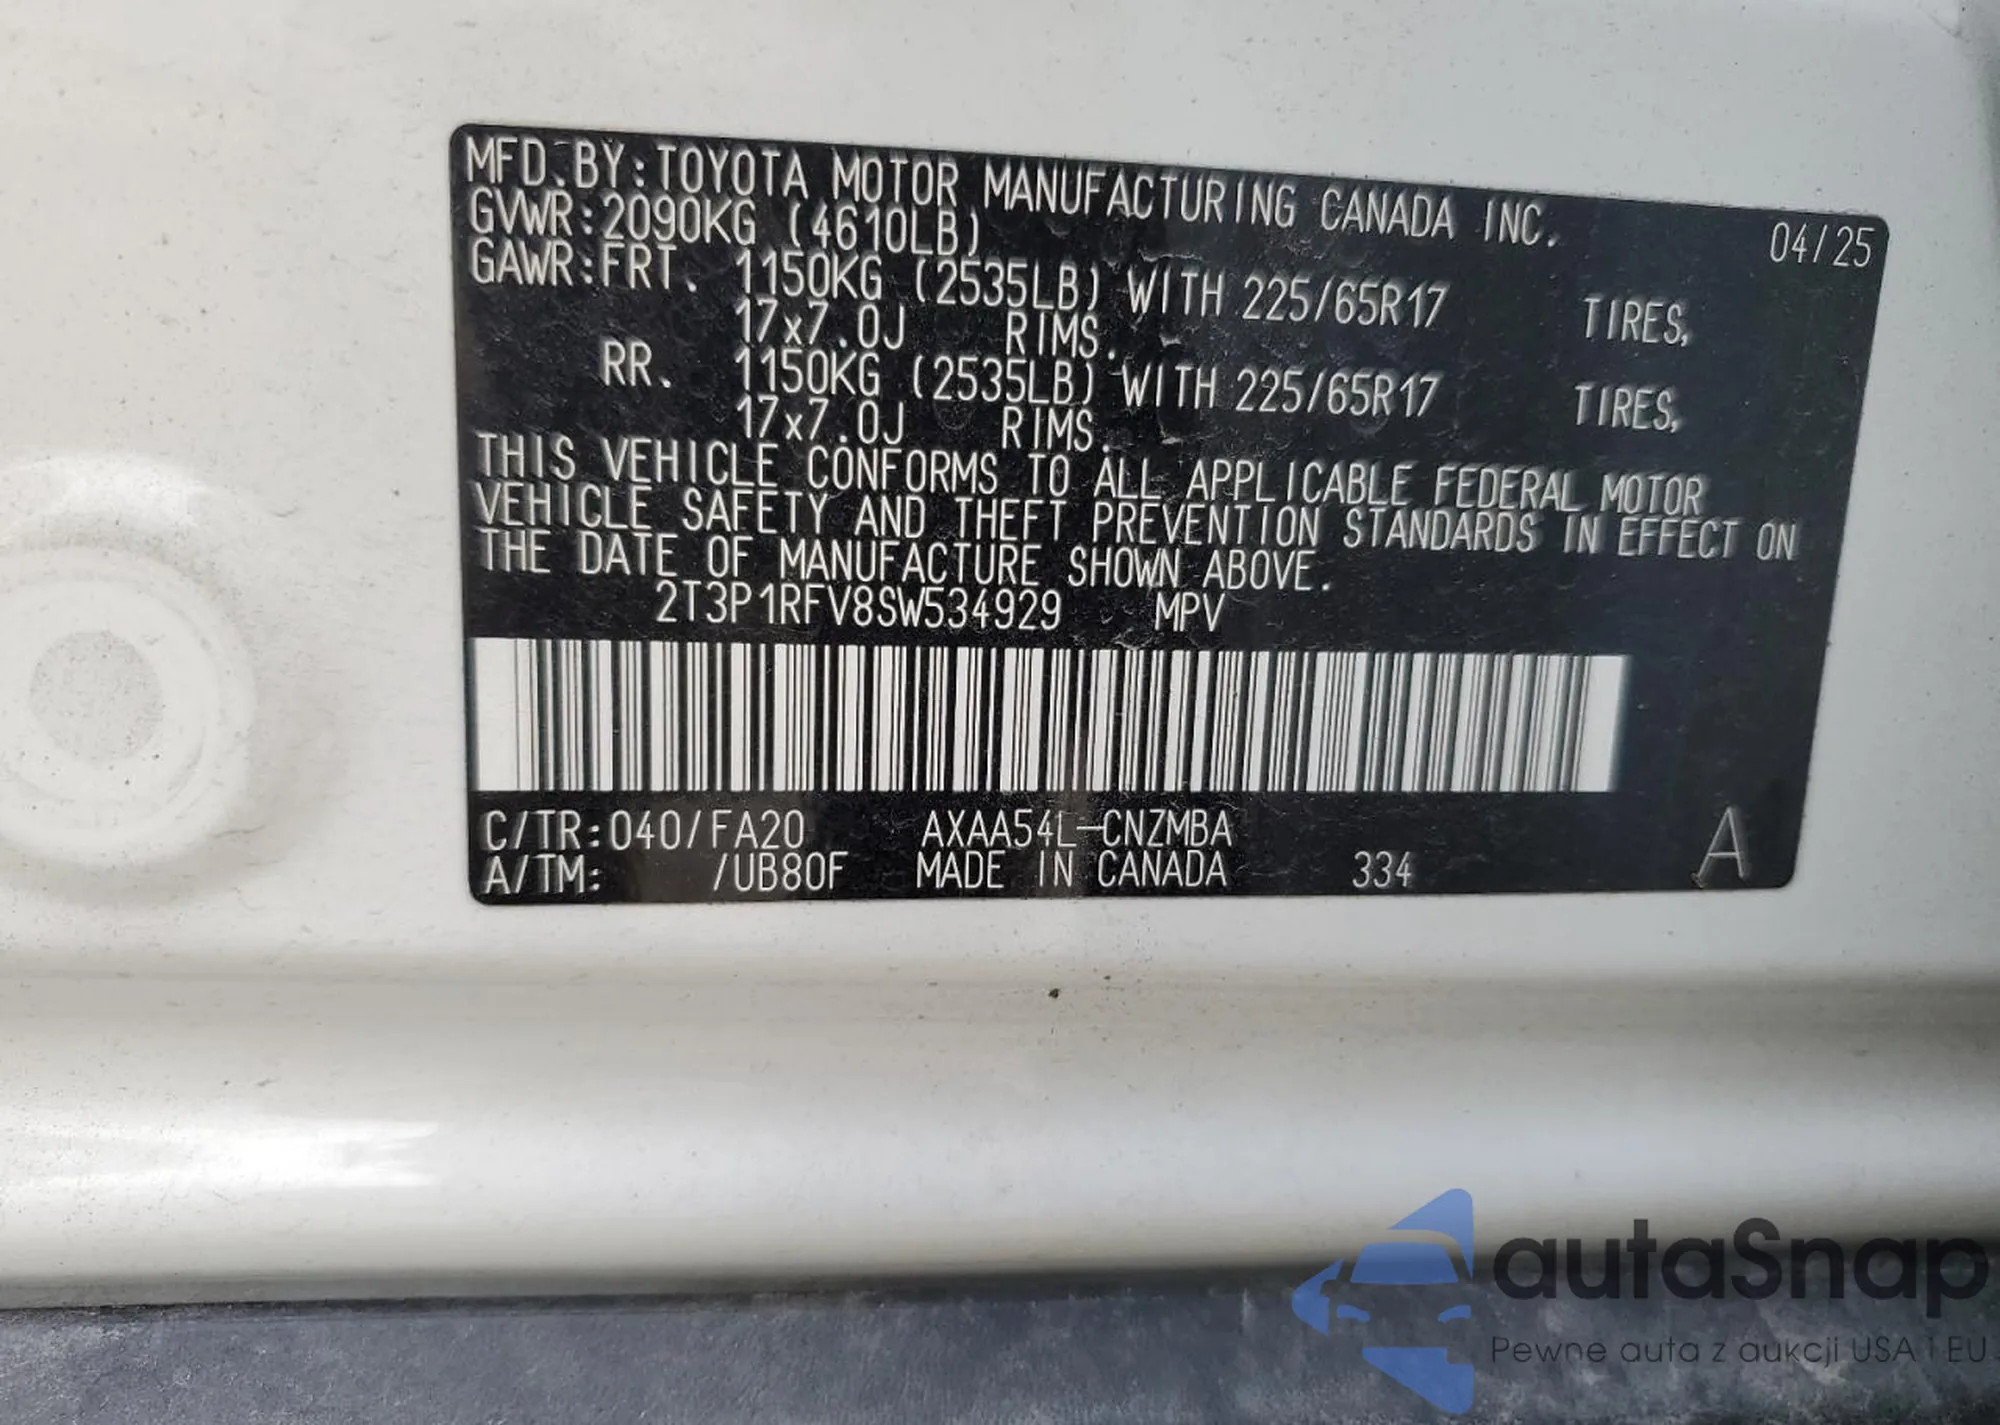 MFD.BY:TOYOTA MOTOR MANUFACTURING CANADA INC. 04/25
GVWR:2090KG (4610LB)
GAWR:FRT. 1150KG (2535LB) WITH 225/65R17 TIRES,
17x7.0J RIMS.
RR. 1150KG (2535LB) WITH 225/65R17 TIRES,
17x7.0J RIMS.
THIS VEHICLE CONFORMS TO ALL APPLICABLE FEDERAL MOTOR
VEHICLE SAFETY AND THEFT PREVENTION STANDARDS IN EFFECT ON
THE DATE OF MANUFACTURE SHOWN ABOVE.
2T3P1RFV8SW534929 MPV
C/TR:040/FA20 AXAA54L-CNZMBA
A/TM: /UB80F MADE IN CANADA 334 A
autaSnap
Pewne auta z aukcji USA i EU